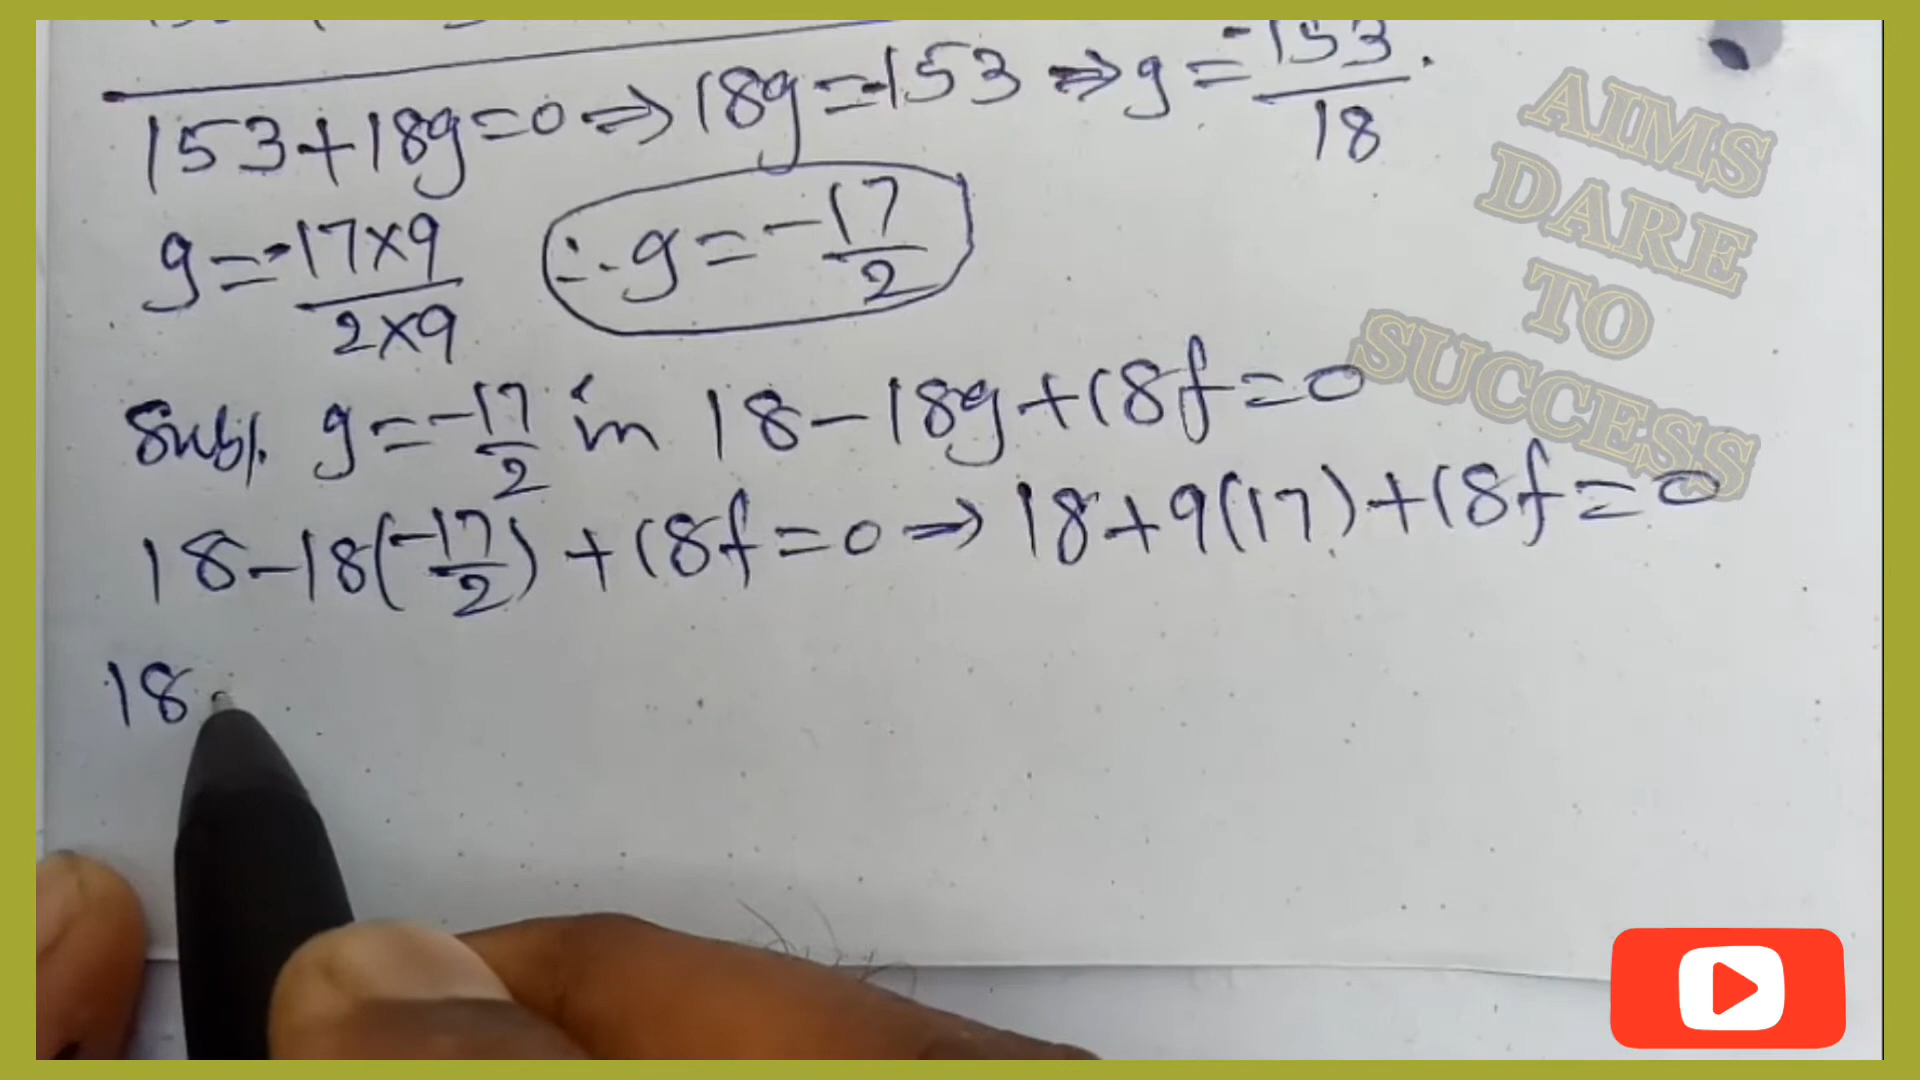 153+18g=0⇒18g=-153⇒g=-153/18.
g=-17×9/2×9 ∴g=-17/2
Sub/. g=-17/2 in 18-18g+18f=0
18-18(-17/2)+18f=0⇒18+9(17)+18f=0
18
AIMS
DARE
TO
SUCCESS